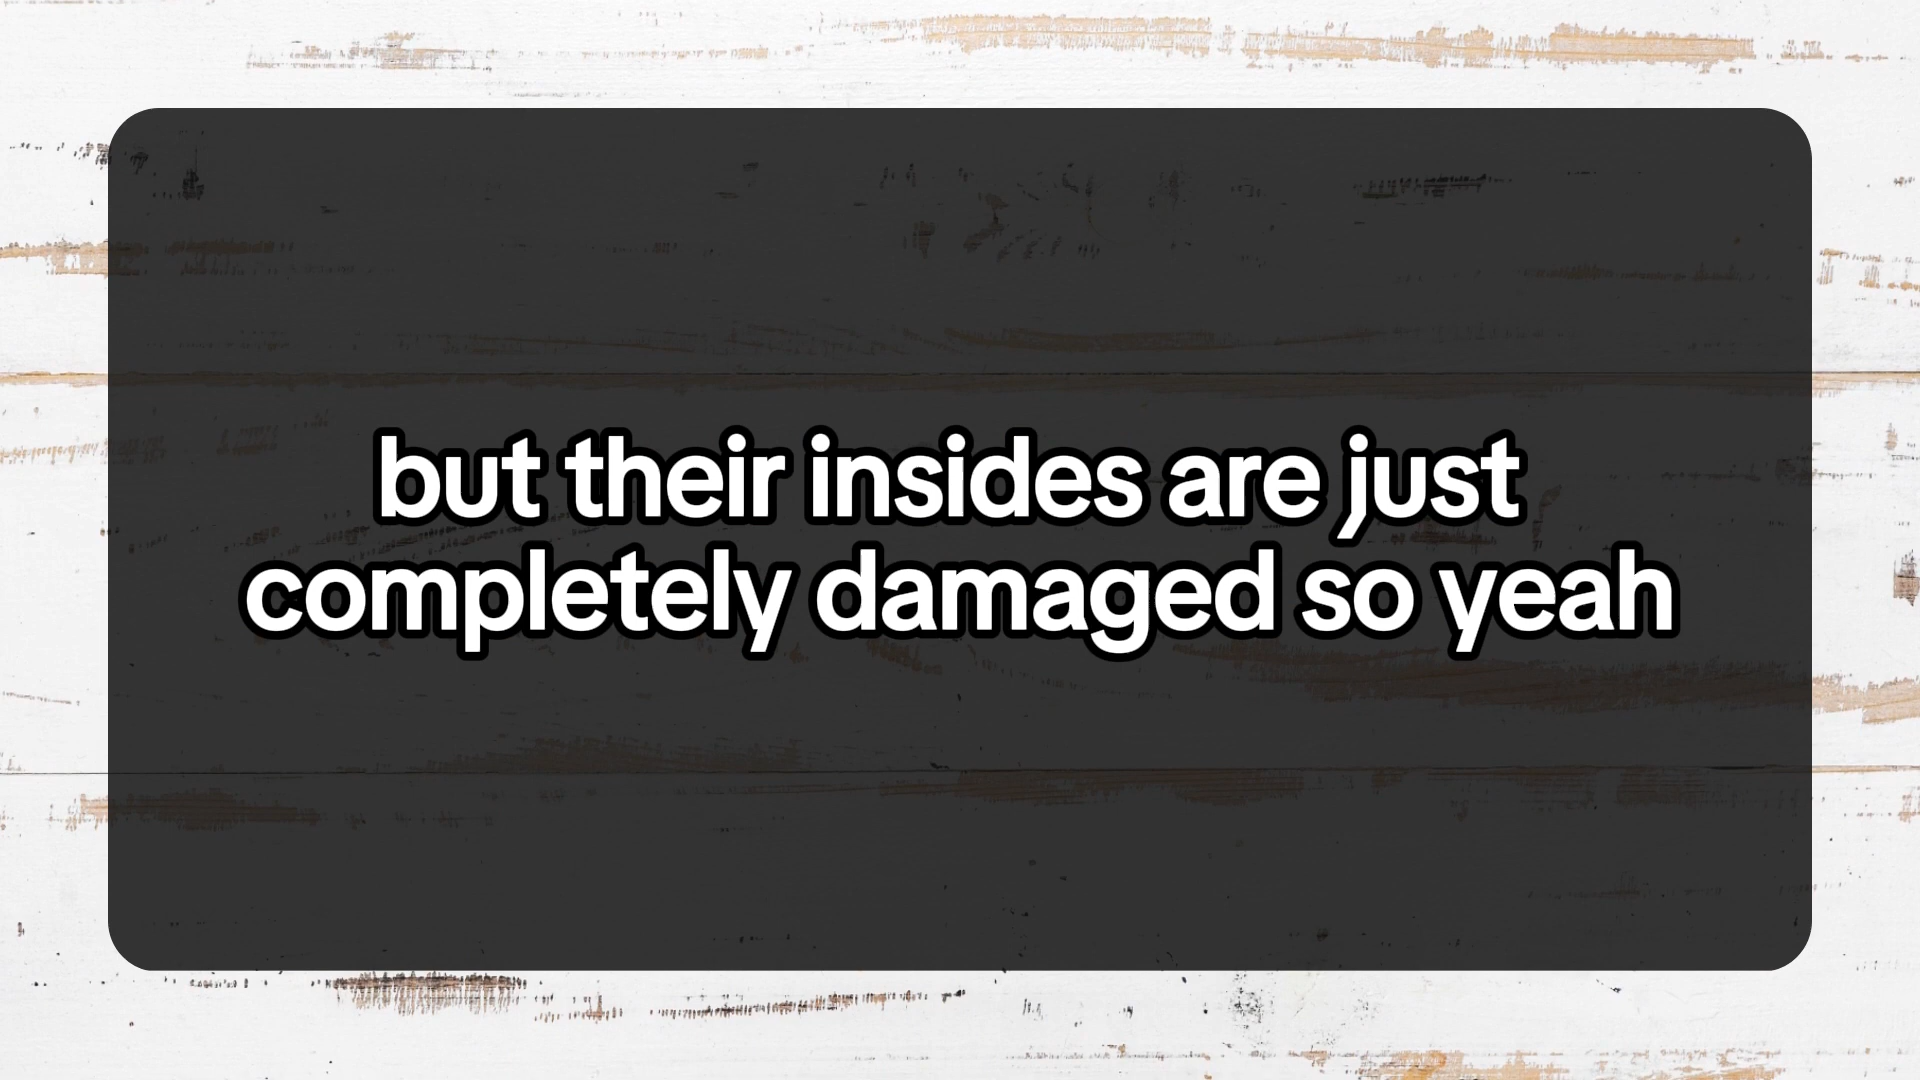 but their insides are just
completely damaged so yeah